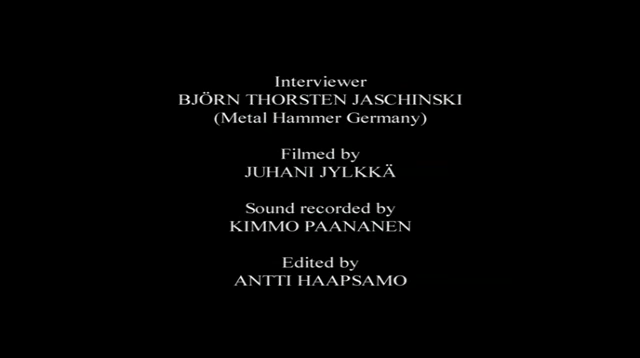 Interviewer
BJÖRN THORSTEN JASCHINSKI
(Metal Hammer Germany)
Filmed by
JUHANI JYLKKÄ
Sound recorded by
KIMMO PAANANEN
Edited by
ANTTI HAAPSAMO